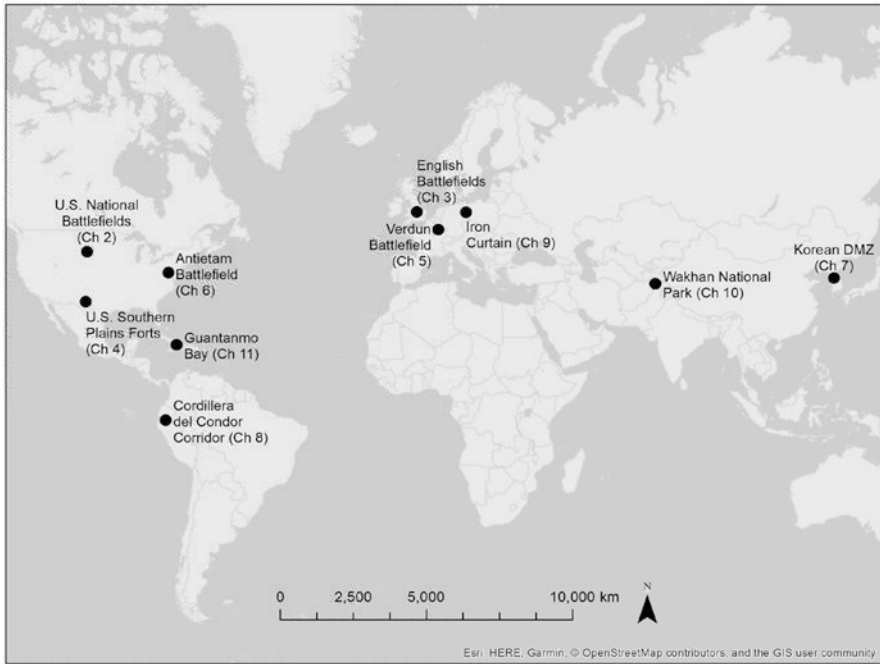 English
Battlefields
(Ch 3)
U.S. National
Battlefields
(Ch 2)
Verdun
Battlefield
(Ch 5)
Iron
Curtain (Ch 9)
Antietam
Battlefield
(Ch 6)
Korean DMZ
(Ch 7)
Wakhan National
Park (Ch 10)
U.S. Southern
Plains Forts
(Ch 4)
Guantanmo
Bay (Ch 11)
Cordillera
del Condor
Corridor (Ch 8)
0 2,500 5,000 10,000 km
N
Esri, HERE, Garmin, © OpenStreetMap contributors, and the GIS user community